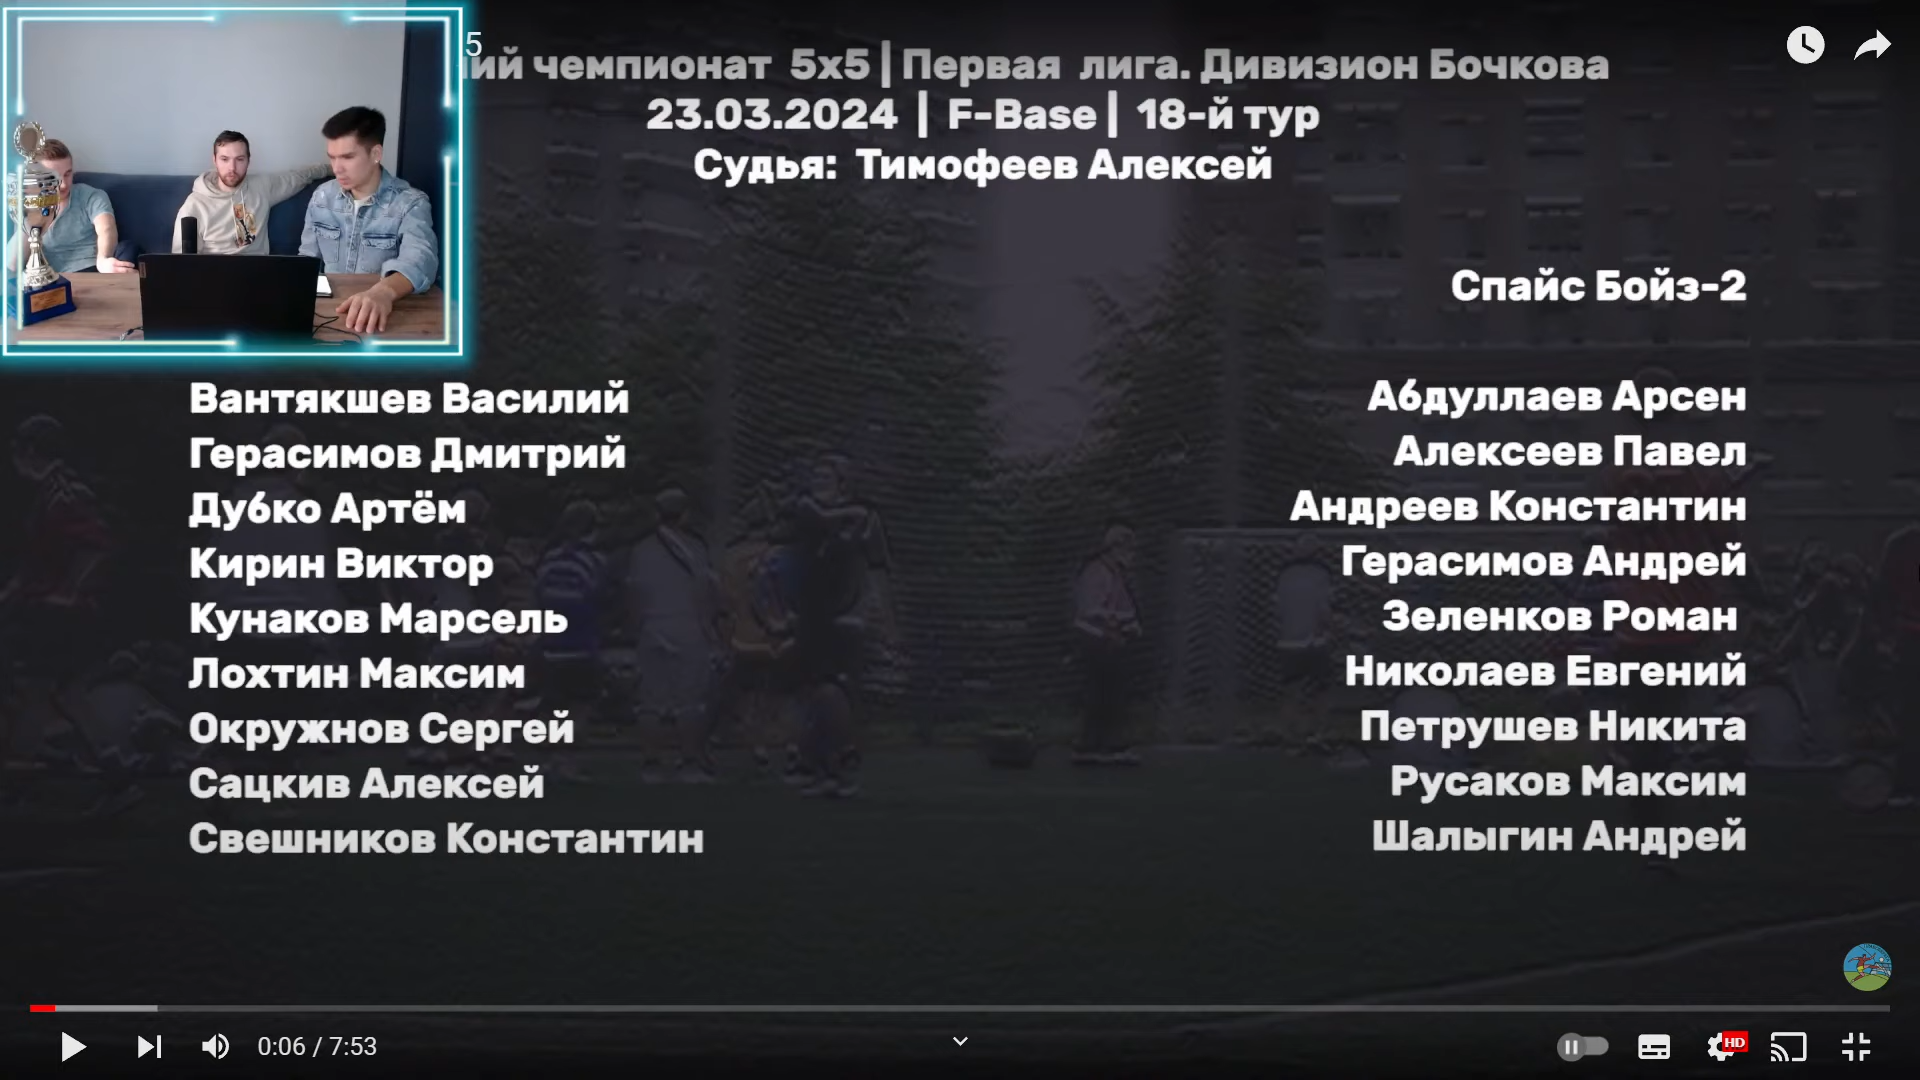 5
ий чемпионат 5х5 | Первая лига. Дивизион Бочкова
23.03.2024 | F-Base | 18-й тур
Судья: Тимофеев Алексей
Спайс Бойз-2
Вантякшев Василий
Герасимов Дмитрий
Дубко Артём
Кирин Виктор
Кунаков Марсель
Лохтин Максим
Окружнов Сергей
Сацкив Алексей
Свешников Константин
Абдуллаев Арсен
Алексеев Павел
Андреев Константин
Герасимов Андрей
Зеленков Роман
Николаев Евгений
Петрушев Никита
Русаков Максим
Шалыгин Андрей
0:06 / 7:53
HD